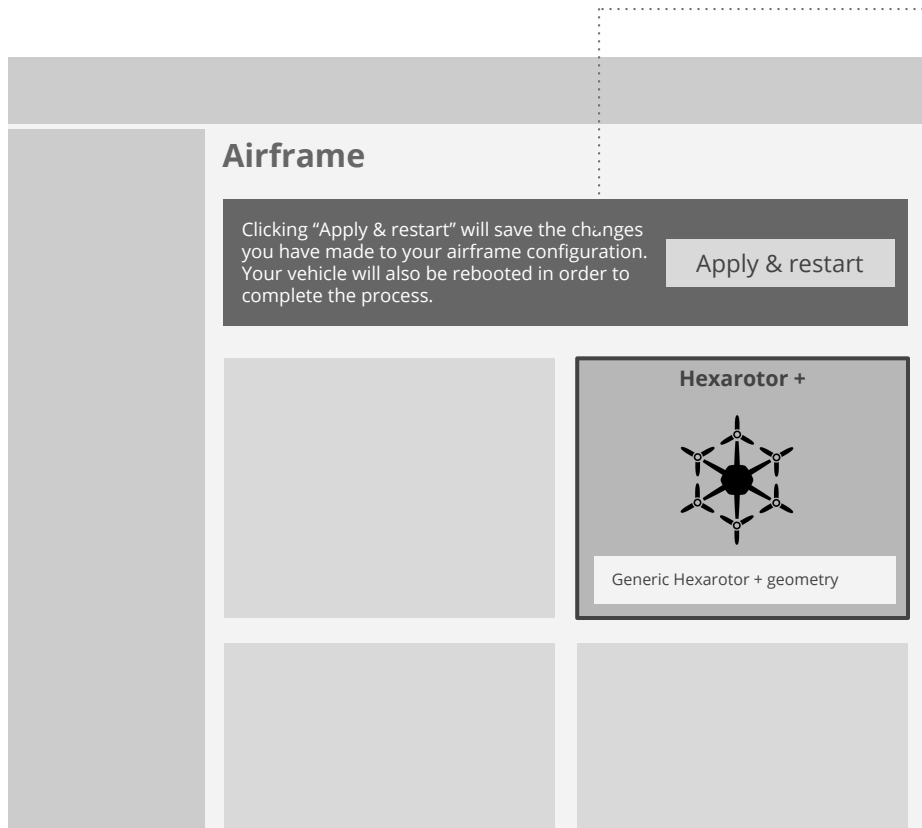 Airframe
Clicking “Apply & restart” will save the changes
you have made to your airframe configuration.
Your vehicle will also be rebooted in order to
complete the process.
Apply & restart
Hexarotor +
Generic Hexarotor + geometry